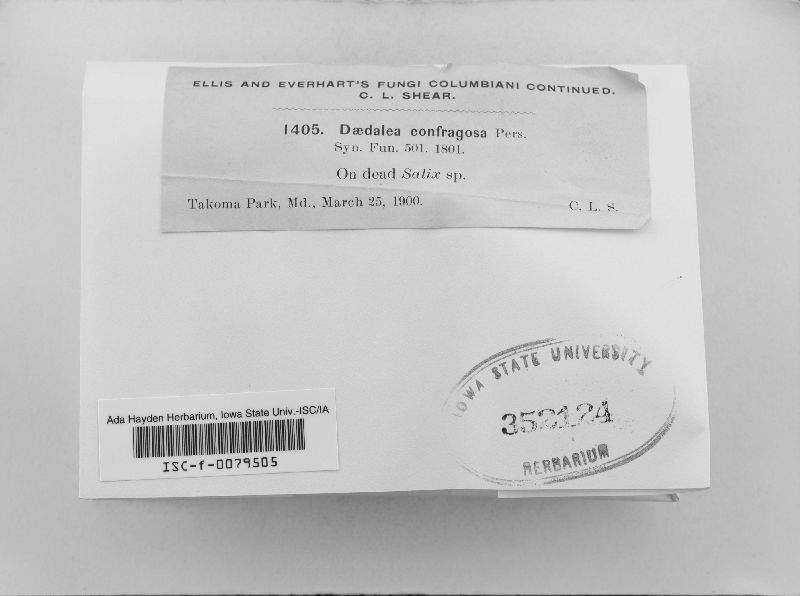 ELLIS AND EVERHART'S FUNGI COLUMBIANI CONTINUED.
C. L. SHEAR.
1405. Dædalea confragosa Pers.
Syn. Fun. 501. 1801.
On dead Salix sp.
Takoma Park, Md., March 25, 1900. C. L. S.
IOWA STATE UNIVERSITY
352124
HERBARIUM
Ada Hayden Herbarium, Iowa State Univ.-ISC/IA
ISC-f-0079505